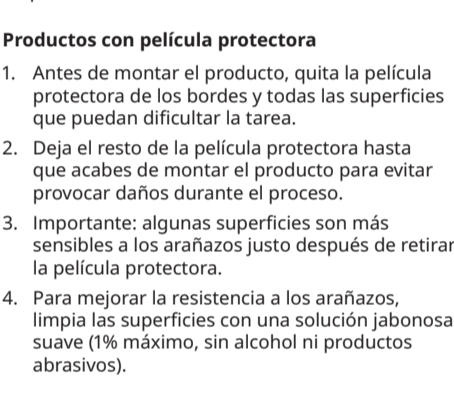 Productos con película protectora
1. Antes de montar el producto, quita la película
protectora de los bordes y todas las superficies
que puedan dificultar la tarea.
2. Deja el resto de la película protectora hasta
que acabes de montar el producto para evitar
provocar daños durante el proceso.
3. Importante: algunas superficies son más
sensibles a los arañazos justo después de retirar
la película protectora.
4. Para mejorar la resistencia a los arañazos,
limpia las superficies con una solución jabonosa
suave (1% máximo, sin alcohol ni productos
abrasivos).